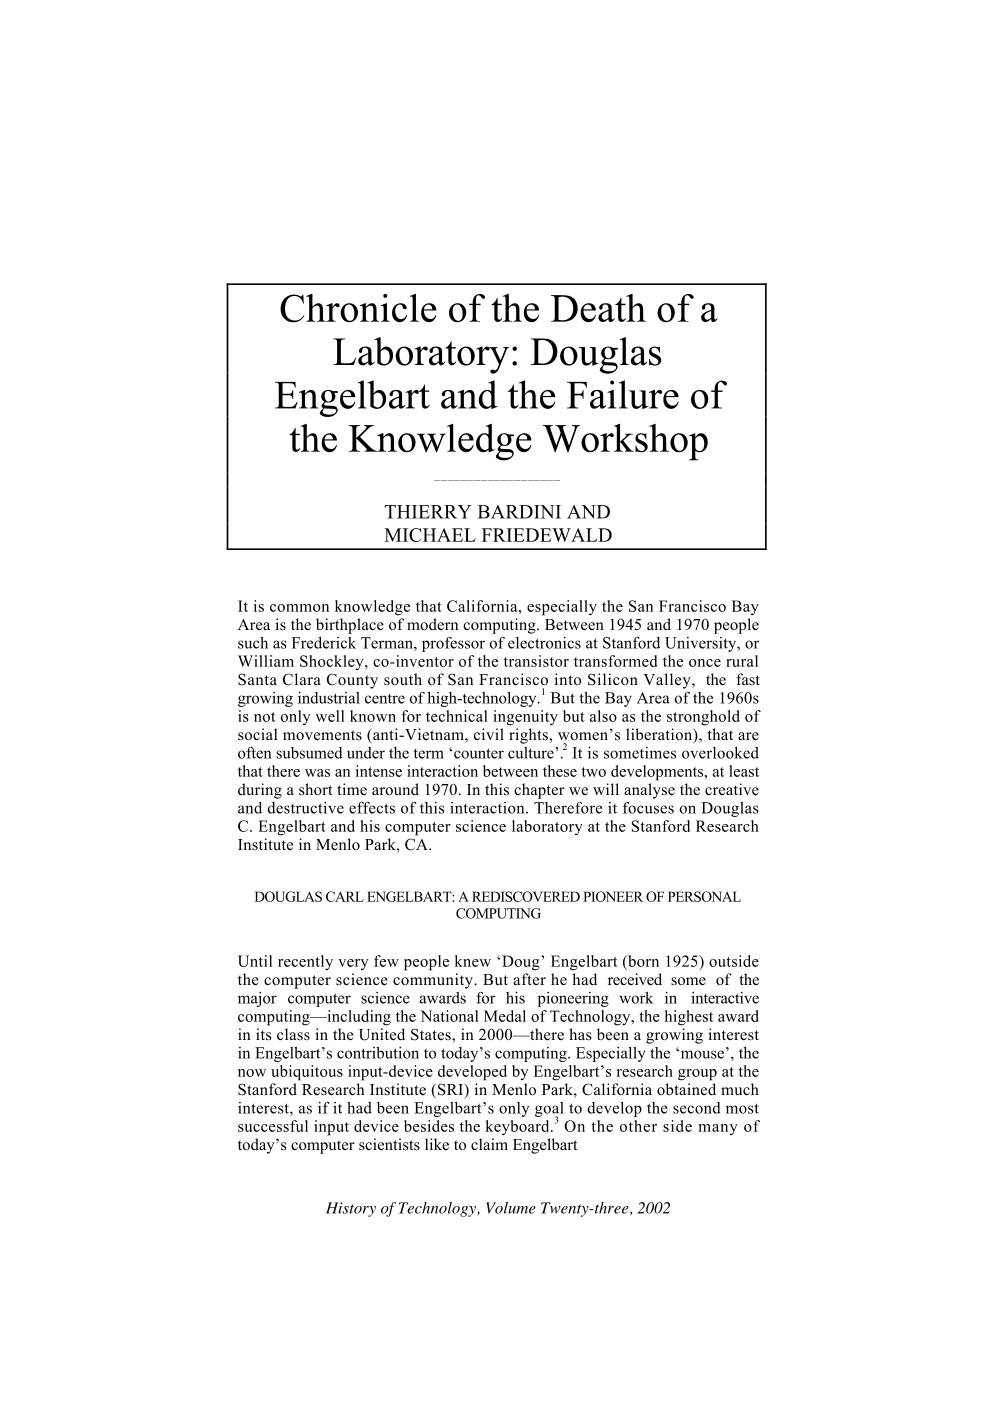 Chronicle of the Death of a
Laboratory: Douglas
Engelbart and the Failure of
the Knowledge Workshop
THIERRY BARDINI AND
MICHAEL FRIEDEWALD
It is common knowledge that California, especially the San Francisco Bay
Area is the birthplace of modern computing. Between 1945 and 1970 people
such as Frederick Terman, professor of electronics at Stanford University, or
William Shockley, co-inventor of the transistor transformed the once rural
Santa Clara County south of San Francisco into Silicon Valley, the fast
growing industrial centre of high-technology.1 But the Bay Area of the 1960s
is not only well known for technical ingenuity but also as the stronghold of
social movements (anti-Vietnam, civil rights, women’s liberation), that are
often subsumed under the term ‘counter culture’.2 It is sometimes overlooked
that there was an intense interaction between these two developments, at least
during a short time around 1970. In this chapter we will analyse the creative
and destructive effects of this interaction. Therefore it focuses on Douglas
C. Engelbart and his computer science laboratory at the Stanford Research
Institute in Menlo Park, CA.
DOUGLAS CARL ENGELBART: A REDISCOVERED PIONEER OF PERSONAL
COMPUTING
Until recently very few people knew ‘Doug’ Engelbart (born 1925) outside
the computer science community. But after he had received some of the
major computer science awards for his pioneering work in interactive
computing—including the National Medal of Technology, the highest award
in its class in the United States, in 2000—there has been a growing interest
in Engelbart’s contribution to today’s computing. Especially the ‘mouse’, the
now ubiquitous input-device developed by Engelbart’s research group at the
Stanford Research Institute (SRI) in Menlo Park, California obtained much
interest, as if it had been Engelbart’s only goal to develop the second most
successful input device besides the keyboard.3 On the other side many of
today’s computer scientists like to claim Engelbart
History of Technology, Volume Twenty-three, 2002